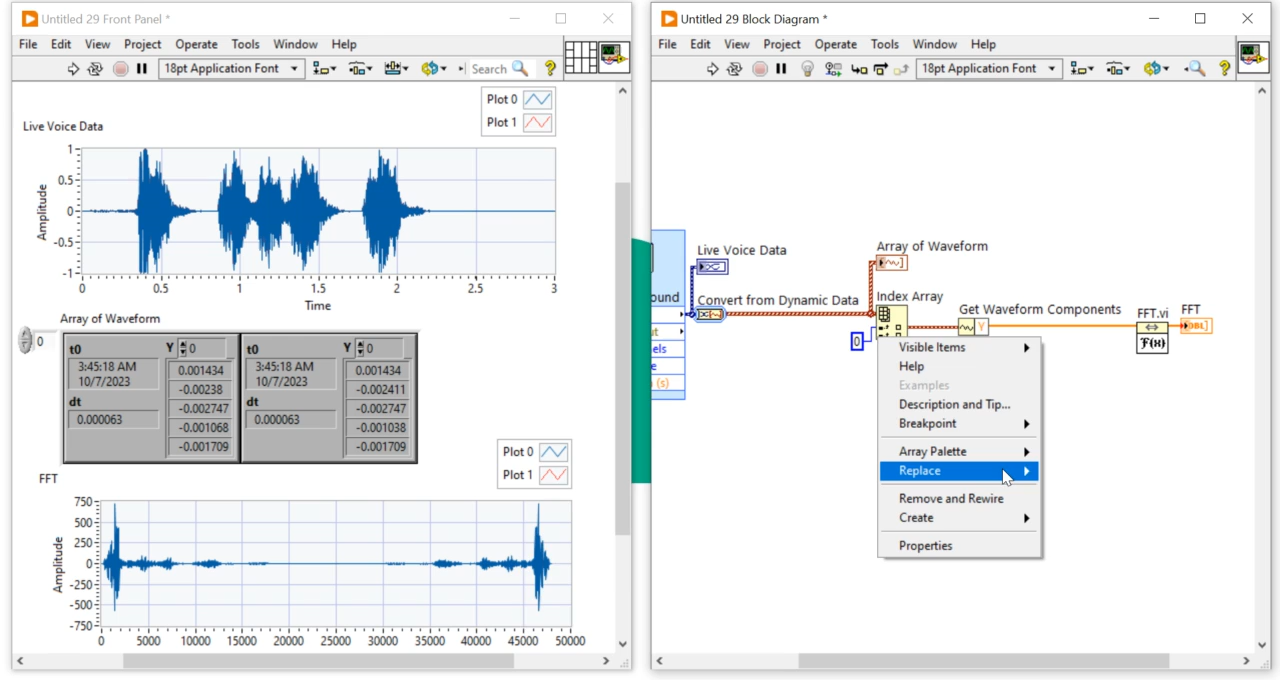 Untitled 29 Front Panel *
File Edit View Project Operate Tools Window Help
18pt Application Font
Search
?
Plot 0
Plot 1
Live Voice Data
Amplitude
1
0.5
0
-0.5
-1
0 0.5 1 1.5 2 2.5 3
Time
Array of Waveform
0
t0
3:45:18 AM
10/7/2023
dt
0.000063
Y 0
0.001434
-0.00238
-0.002747
-0.001068
-0.001709
t0
3:45:18 AM
10/7/2023
dt
0.000063
Y 0
0.001434
-0.002411
-0.002747
-0.001038
-0.001709
Plot 0
Plot 1
FFT
Amplitude
750
500
250
0
-250
-500
-750
0 5000 10000 15000 20000 25000 30000 35000 40000 45000 50000
Untitled 29 Block Diagram *
File Edit View Project Operate Tools Window Help
18pt Application Font
?
Live Voice Data
Array of Waveform
ound
Convert from Dynamic Data
Index Array
Get Waveform Components
FFT.vi
FFT
ut
els
e
(s)
0
Y
DBL
F(x)
Visible Items
Help
Examples
Description and Tip...
Breakpoint
Array Palette
Replace
Remove and Rewire
Create
Properties